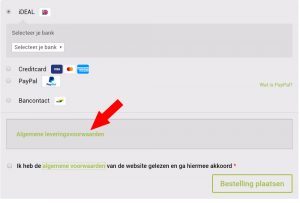 iDEAL
Selecteer je bank
Selecteer je bank
Creditcard
PayPal
Wat is PayPal?
Bancontact
Algemene leveringsvoorwaarden
Ik heb de algemene voorwaarden van de website gelezen en ga hiermee akkoord *
Bestelling plaatsen